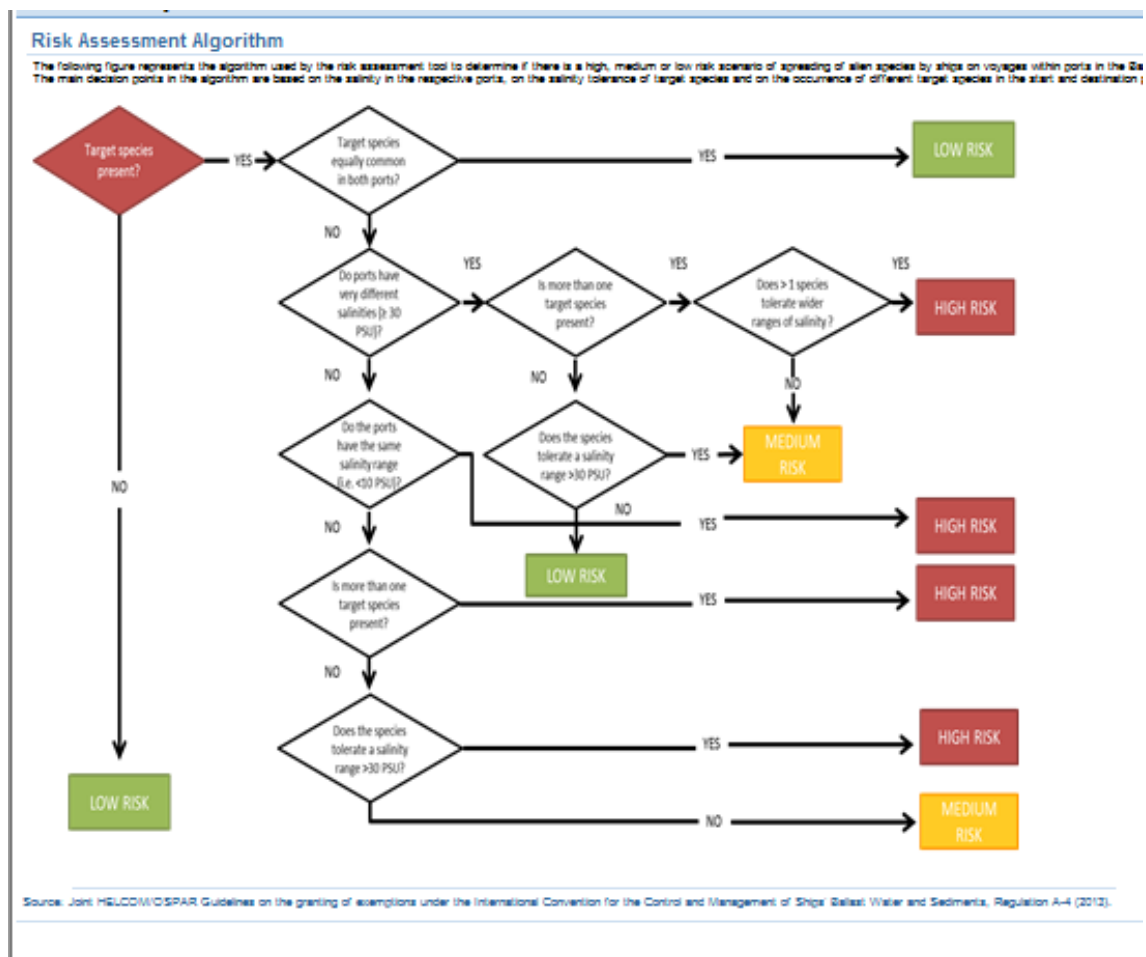 Risk Assessment Algorithm
The following figure represents the algorithm used by the risk assessment tool to determine if there is a high, medium or low risk scenario of spreading of alien species by ships on voyages within ports in the
The main decision points in the algorithm are based on the salinity in the respective ports, on the salinity tolerance of target species and on the occurrence of different target species in the start and destination
Target species
present?
YES
Target species
equally common
in both ports?
YES
LOW RISK
NO
Do ports have
very different
salinities (≥ 30
PSU)?
YES
Is more than one
target species
present?
YES
Does > 1 species
tolerate wider
ranges of salinity ?
YES
HIGH RISK
NO
NO
NO
Do the ports
have the same
salinity range
(i.e. <10 PSU)?
Does the species
tolerate a salinity
range >30 PSU?
YES
MEDIUM
RISK
NO
NO
YES
HIGH RISK
NO
LOW RISK
Is more than one
target species
present?
YES
HIGH RISK
NO
Does the species
tolerate a salinity
range >30 PSU?
YES
HIGH RISK
LOW RISK
NO
MEDIUM
RISK
Source: Joint HELCOM/OSPAR Guidelines on the granting of exemptions under the International Convention for the Control and Management of Ships' Ballast Water and Sediments, Regulation A-4 (2013).